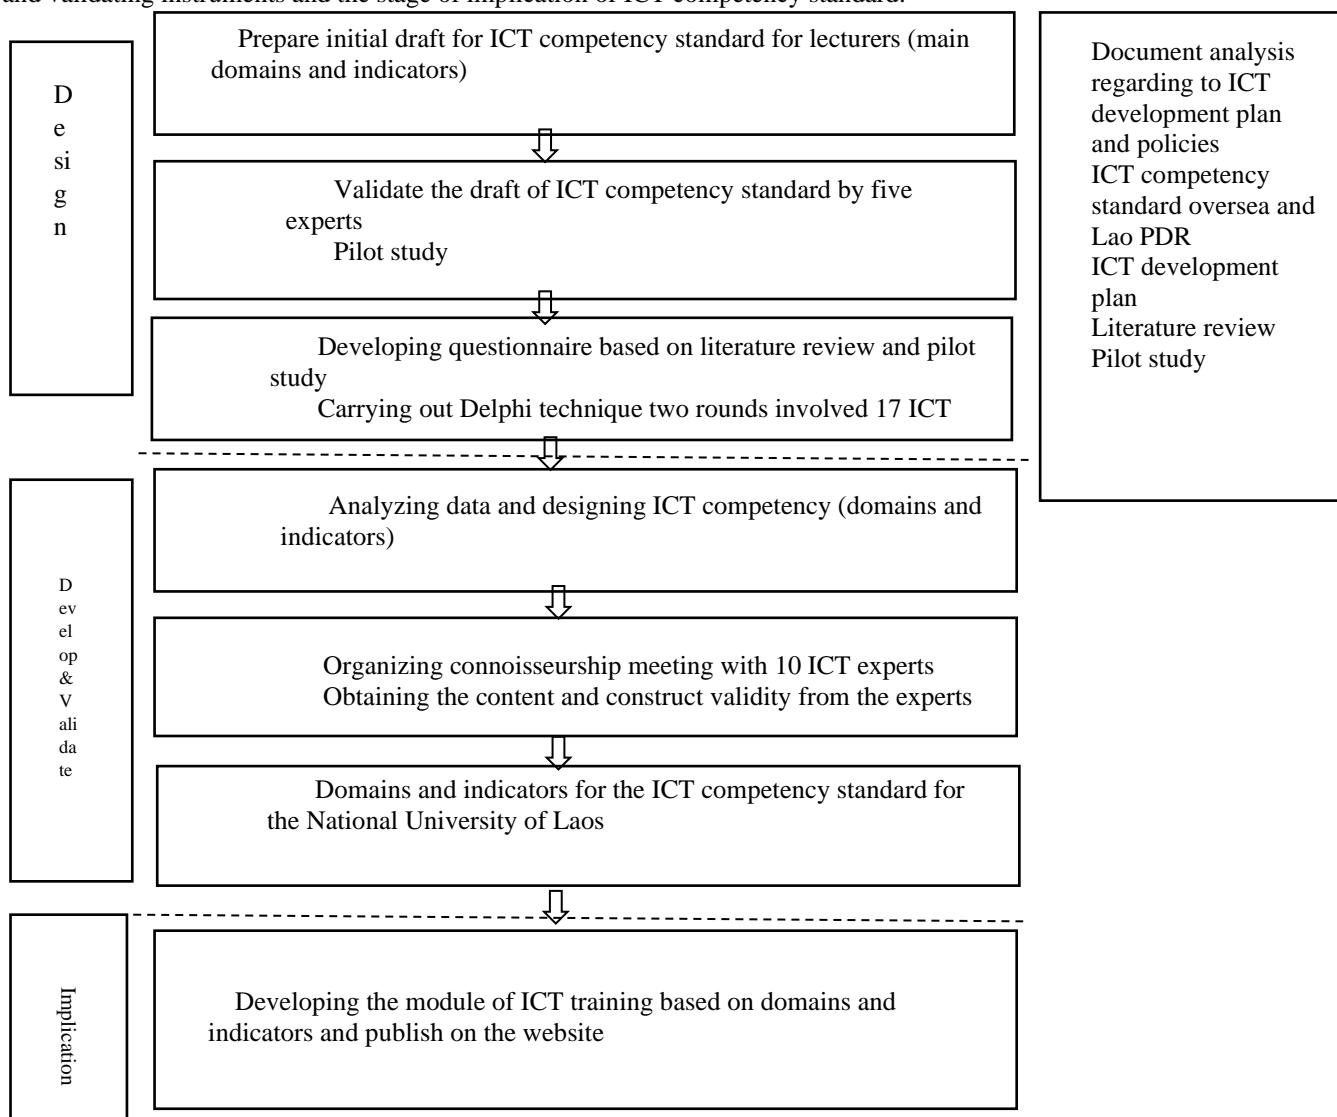 and validating instruments and the stage of implication of ICT competency standard.
D
e
si
g
n
Prepare initial draft for ICT competency standard for lecturers (main
domains and indicators)
Validate the draft of ICT competency standard by five
experts
Pilot study
Developing questionnaire based on literature review and pilot
study
Carrying out Delphi technique two rounds involved 17 ICT
Document analysis
regarding to ICT
development plan
and policies
ICT competency
standard oversea and
Lao PDR
ICT development
plan
Literature review
Pilot study
D
ev
el
op
&
V
ali
da
te
Analyzing data and designing ICT competency (domains and
indicators)
Organizing connoisseurship meeting with 10 ICT experts
Obtaining the content and construct validity from the experts
Domains and indicators for the ICT competency standard for
the National University of Laos
Implication
Developing the module of ICT training based on domains and
indicators and publish on the website